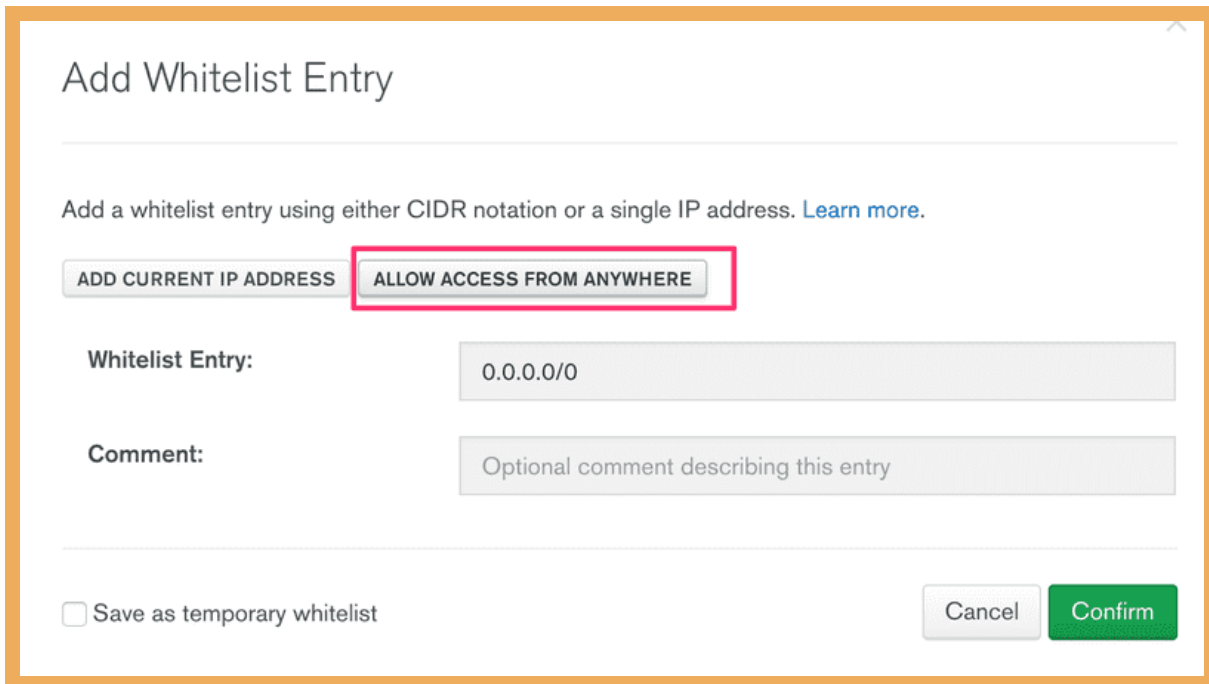 Add Whitelist Entry
Add a whitelist entry using either CIDR notation or a single IP address. Learn more.
ADD CURRENT IP ADDRESS ALLOW ACCESS FROM ANYWHERE
Whitelist Entry: 0.0.0.0/0
Comment: Optional comment describing this entry
Save as temporary whitelist Cancel Confirm